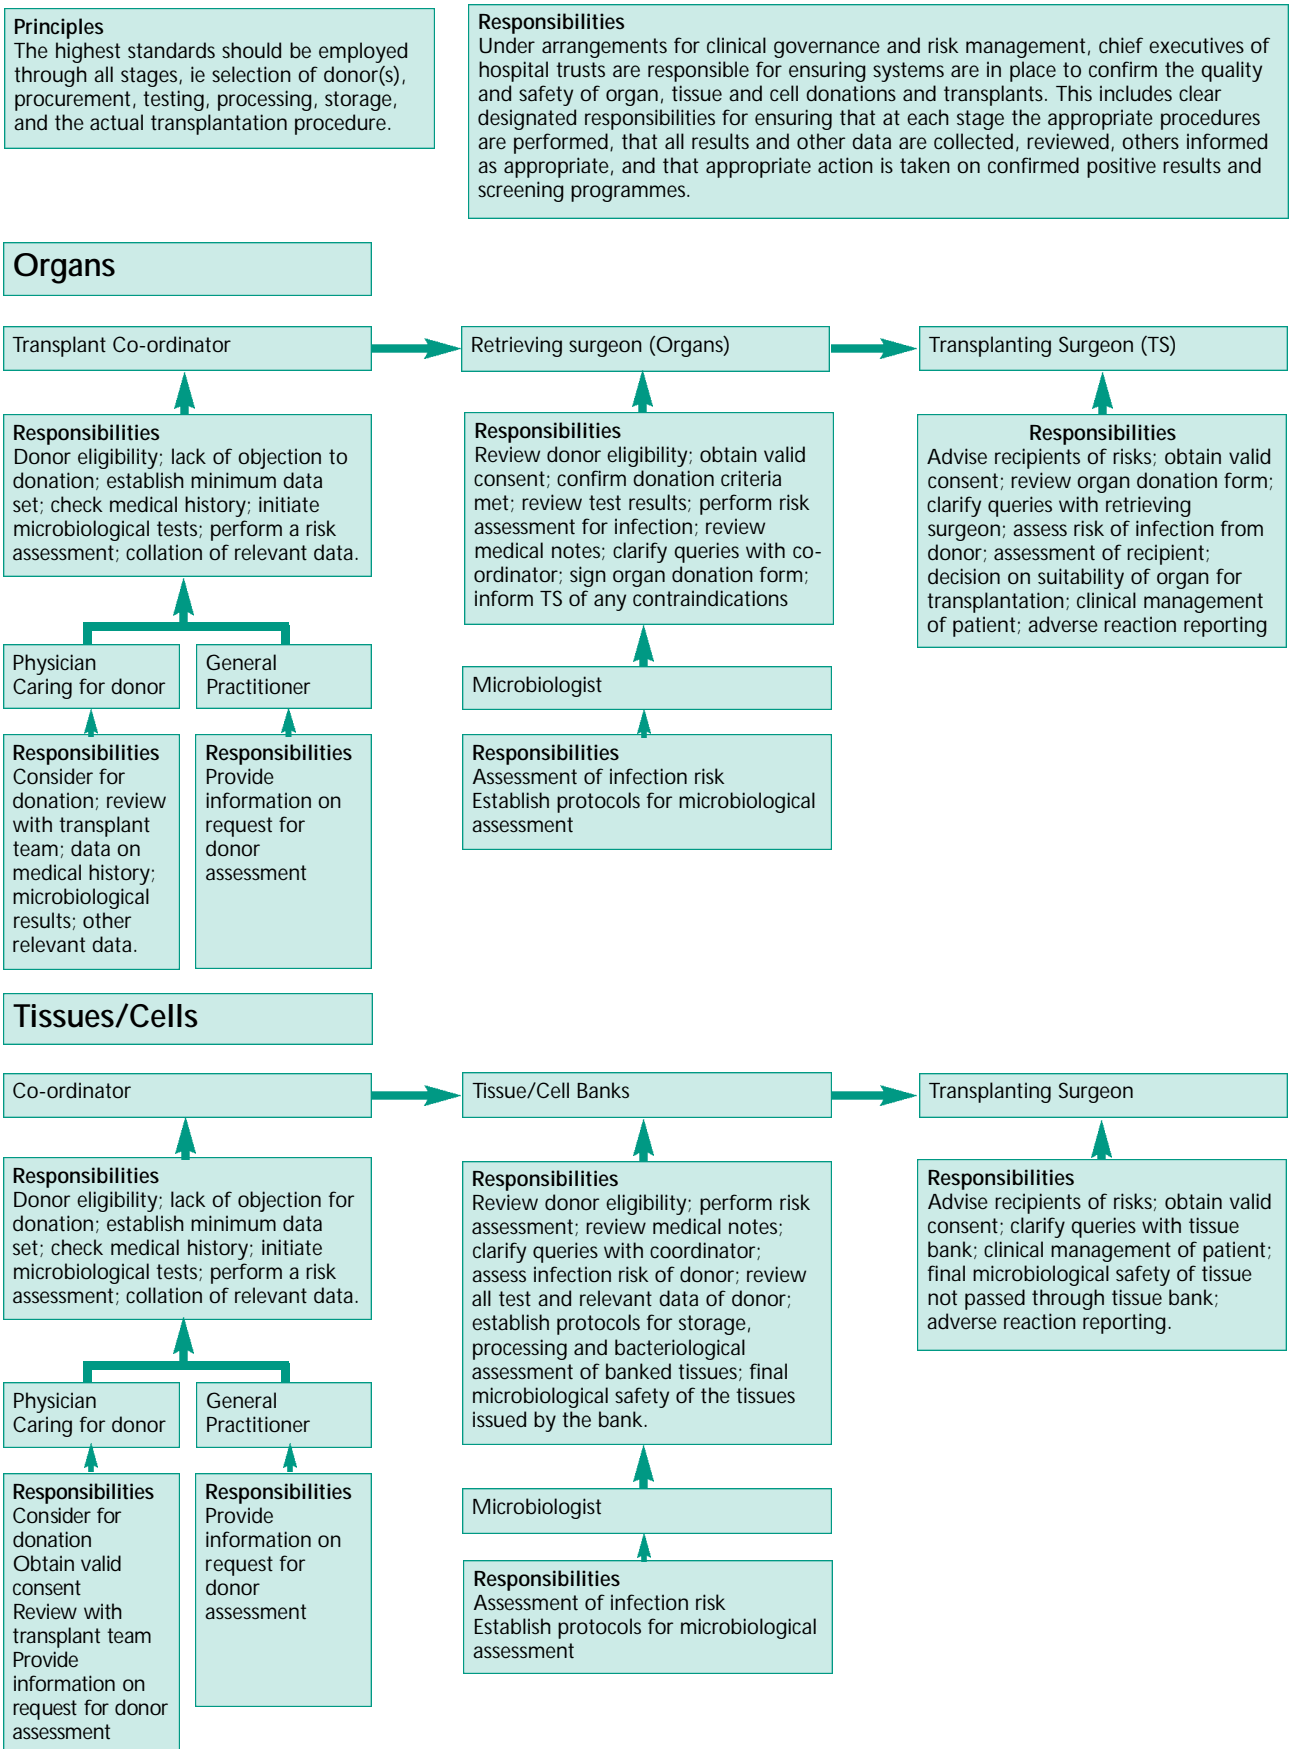 Principles
The highest standards should be employed
through all stages, ie selection of donor(s),
procurement, testing, processing, storage,
and the actual transplantation procedure.
Responsibilities
Under arrangements for clinical governance and risk management, chief executives of
hospital trusts are responsible for ensuring systems are in place to confirm the quality
and safety of organ, tissue and cell donations and transplants. This includes clear
designated responsibilities for ensuring that at each stage the appropriate procedures
are performed, that all results and other data are collected, reviewed, others informed
as appropriate, and that appropriate action is taken on confirmed positive results and
screening programmes.
Organs
Transplant Co-ordinator
Retrieving surgeon (Organs)
Transplanting Surgeon (TS)
Responsibilities
Donor eligibility; lack of objection to
donation; establish minimum data
set; check medical history; initiate
microbiological tests; perform a risk
assessment; collation of relevant data.
Responsibilities
Review donor eligibility; obtain valid
consent; confirm donation criteria
met; review test results; perform risk
assessment for infection; review
medical notes; clarify queries with co-
ordinator; sign organ donation form;
inform TS of any contraindications
Responsibilities
Advise recipients of risks; obtain valid
consent; review organ donation form;
clarify queries with retrieving
surgeon; assess risk of infection from
donor; assessment of recipient;
decision on suitability of organ for
transplantation; clinical management
of patient; adverse reaction reporting
Physician
Caring for donor
General
Practitioner
Microbiologist
Responsibilities
Consider for
donation; review
with transplant
team; data on
medical history;
microbiological
results; other
relevant data.
Responsibilities
Provide
information on
request for
donor
assessment
Responsibilities
Assessment of infection risk
Establish protocols for microbiological
assessment
Tissues/Cells
Co-ordinator
Tissue/Cell Banks
Transplanting Surgeon
Responsibilities
Donor eligibility; lack of objection for
donation; establish minimum data
set; check medical history; initiate
microbiological tests; perform a risk
assessment; collation of relevant data.
Responsibilities
Review donor eligibility; perform risk
assessment; review medical notes;
clarify queries with coordinator;
assess infection risk of donor; review
all test and relevant data of donor;
establish protocols for storage,
processing and bacteriological
assessment of banked tissues; final
microbiological safety of the tissues
issued by the bank.
Responsibilities
Advise recipients of risks; obtain valid
consent; clarify queries with tissue
bank; clinical management of patient;
final microbiological safety of tissue
not passed through tissue bank;
adverse reaction reporting.
Physician
Caring for donor
General
Practitioner
Microbiologist
Responsibilities
Consider for
donation
Obtain valid
consent
Review with
transplant team
Provide
information on
request for donor
assessment
Responsibilities
Provide
information on
request for
donor
assessment
Responsibilities
Assessment of infection risk
Establish protocols for microbiological
assessment